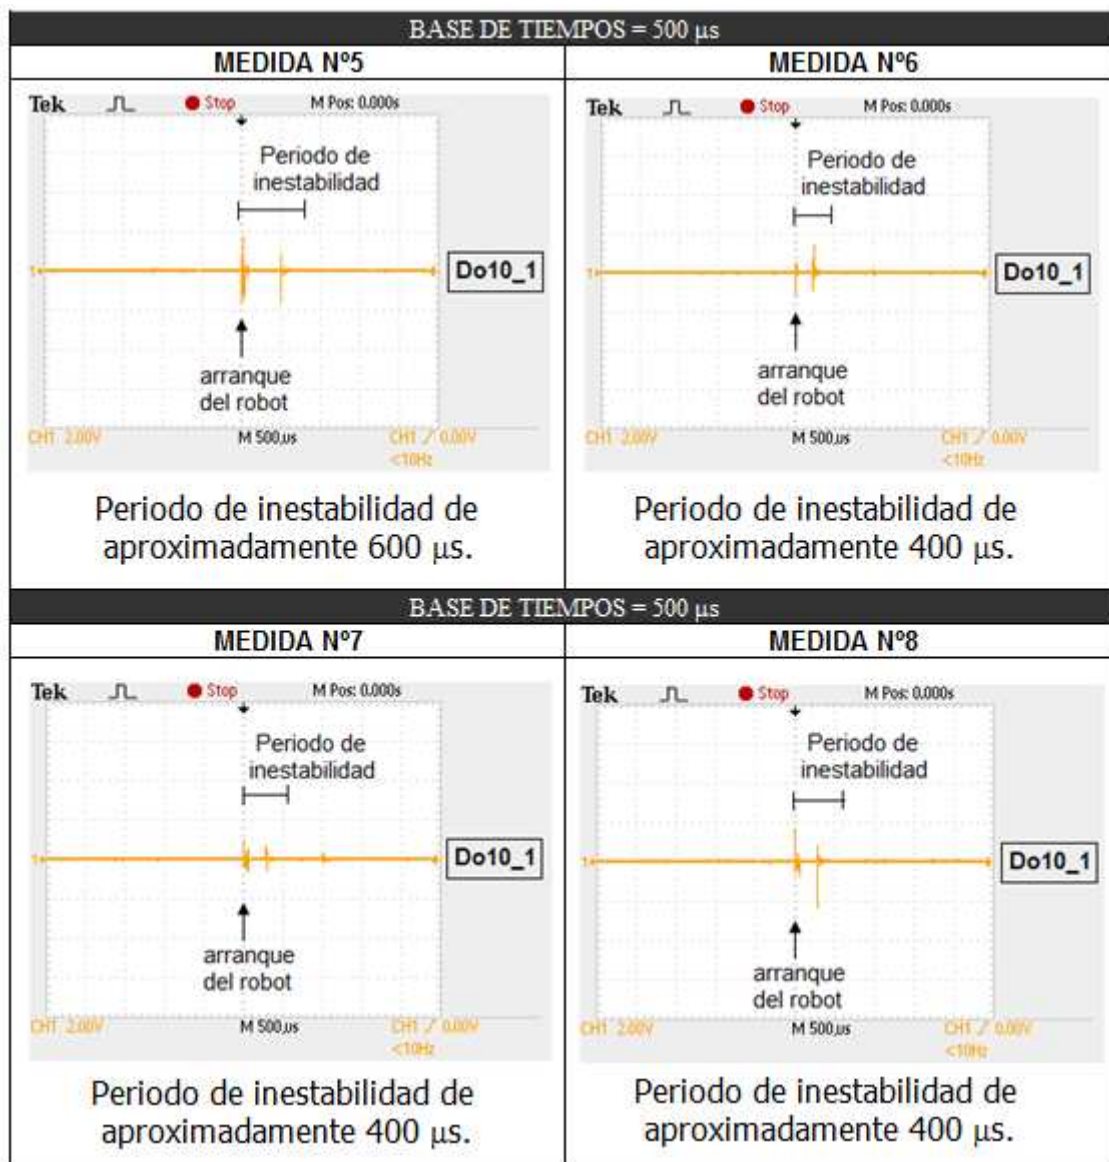 BASE DE TIEMPOS = 500 µs
MEDIDA Nº5
MEDIDA Nº6
Tek
Stop
M Pos: 0.000s
Periodo de
inestabilidad
1
Do10_1
arranque
del robot
CH1 2.00V
M 500µs
CH1 / 0.00V
<10Hz
Periodo de inestabilidad de
aproximadamente 600 µs.
Tek
Stop
M Pos: 0.000s
Periodo de
inestabilidad
1
Do10_1
arranque
del robot
CH1 2.00V
M 500µs
CH1 / 0.00V
<10Hz
Periodo de inestabilidad de
aproximadamente 400 µs.
BASE DE TIEMPOS = 500 µs
MEDIDA Nº7
MEDIDA Nº8
Tek
Stop
M Pos: 0.000s
Periodo de
inestabilidad
1
Do10_1
arranque
del robot
CH1 2.00V
M 500µs
CH1 / 0.00V
<10Hz
Periodo de inestabilidad de
aproximadamente 400 µs.
Tek
Stop
M Pos: 0.000s
Periodo de
inestabilidad
1
Do10_1
arranque
del robot
CH1 2.00V
M 500µs
CH1 / 0.00V
<10Hz
Periodo de inestabilidad de
aproximadamente 400 µs.